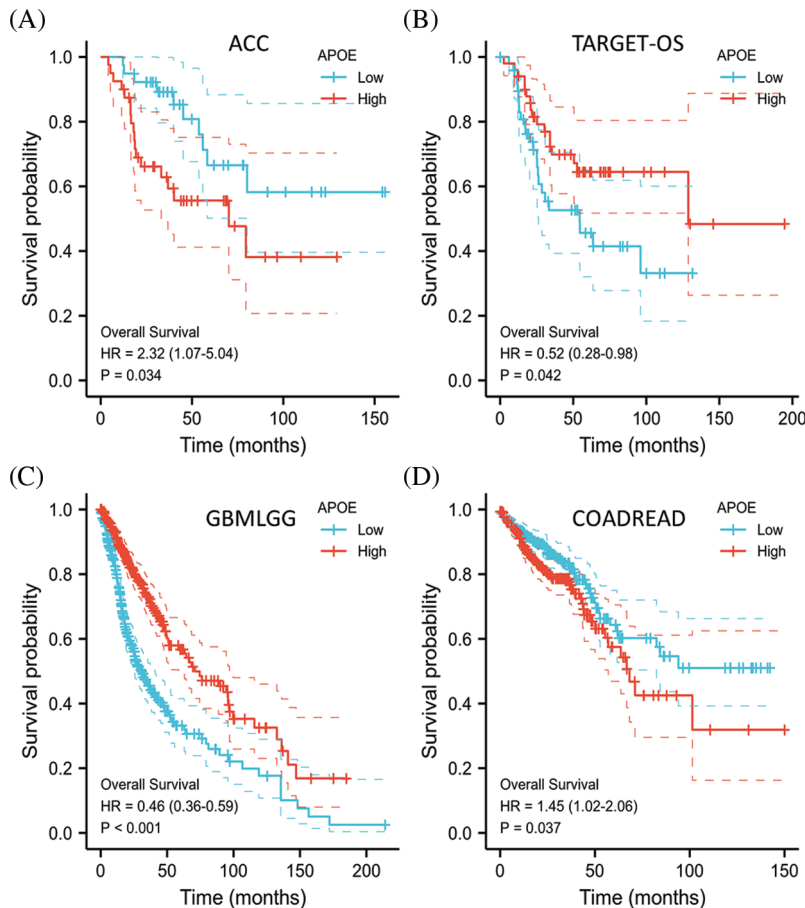 (A)
ACC
APOE
Low
High
1.0
0.8
0.6
0.4
0.2
0.0
Survival probability
Overall Survival
HR = 2.32 (1.07-5.04)
P = 0.034
0 50 100 150
Time (months)
(B)
TARGET-OS
APOE
Low
High
1.0
0.8
0.6
0.4
0.2
0.0
Survival probability
Overall Survival
HR = 0.52 (0.28-0.98)
P = 0.042
0 50 100 150 200
Time (months)
(C)
GBMLGG
APOE
Low
High
1.0
0.8
0.6
0.4
0.2
0.0
Survival probability
Overall Survival
HR = 0.46 (0.36-0.59)
P < 0.001
0 50 100 150 200
Time (months)
(D)
COADREAD
APOE
Low
High
1.0
0.8
0.6
0.4
0.2
0.0
Survival probability
Overall Survival
HR = 1.45 (1.02-2.06)
P = 0.037
0 50 100 150
Time (months)